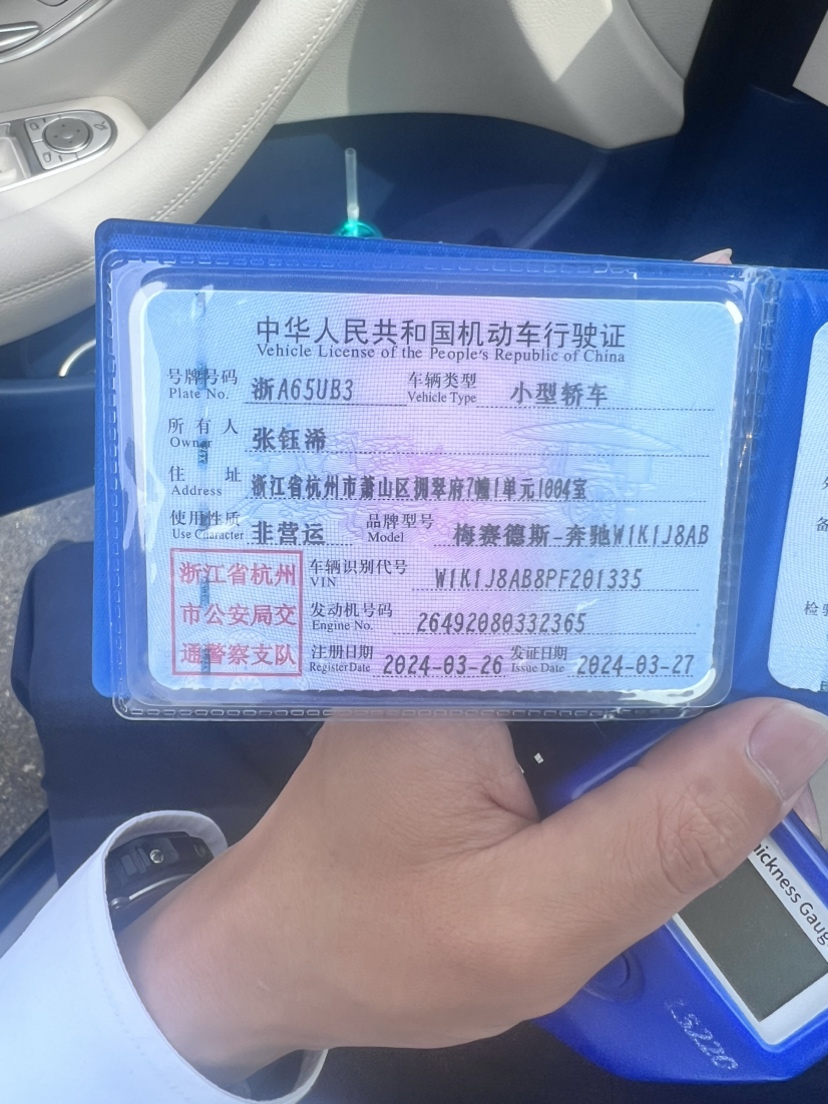 中华人民共和国机动车行驶证
Vehicle License of the People's Republic of China
号牌号码 浙A65UB3 车辆类型 小型轿车
Plate No. Vehicle Type
所有人 张钰浠
Owner
住址 浙江省杭州市萧山区拥翠府7幢1单元1004室
Address
使用性质 非营运 品牌型号 梅赛德斯-奔驰W1K1J8AB
Use Character Model
浙江省杭州
市公安局交
通警察支队
车辆识别代号 W1K1J8AB8PF201335
VIN
发动机号码 26492080332365
Engine No.
注册日期 2024-03-26 发证日期 2024-03-27
Register Date Issue Date
检验
ickness Gaug
LS220